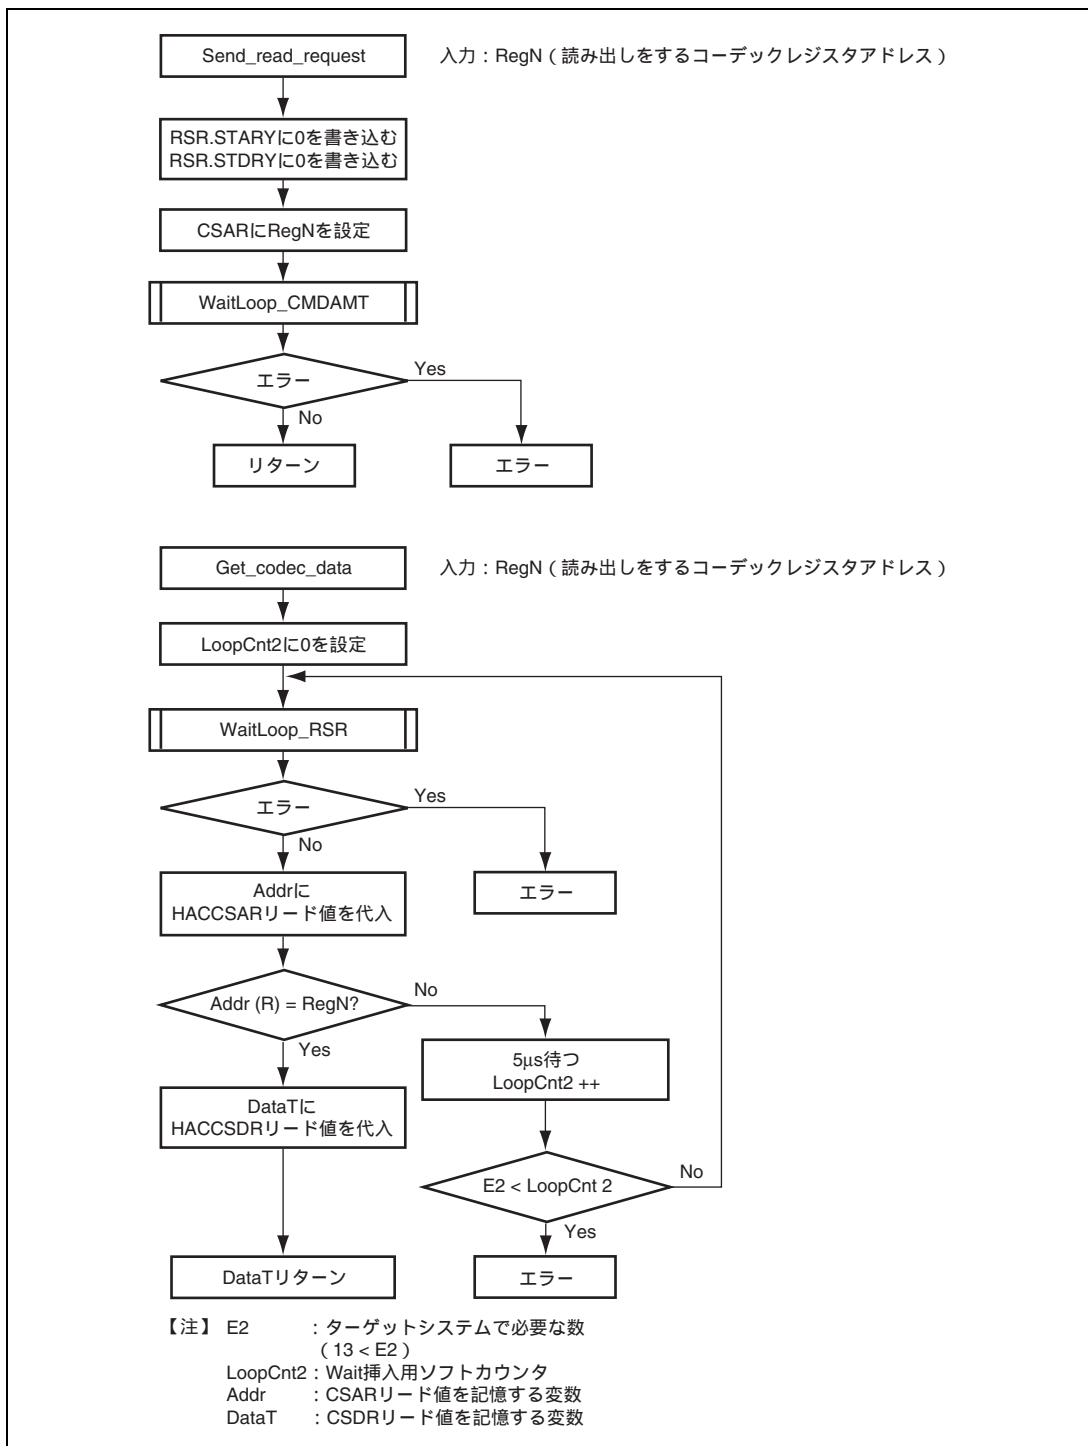 Send_read_request
入力：RegN（読み出しをするコーデックレジスタアドレス）
RSR.STARYに0を書き込む
RSR.STDRYに0を書き込む
CSARにRegNを設定
WaitLoop_CMDAMT
エラー
Yes
No
リターン
エラー
Get_codec_data
入力：RegN（読み出しをするコーデックレジスタアドレス）
LoopCnt2に0を設定
WaitLoop_RSR
エラー
Yes
No
エラー
Addrに
HACCSARリード値を代入
Addr (R) = RegN?
No
Yes
5μs待つ
LoopCnt2 ++
DataTに
HACCSDRリード値を代入
E2 < LoopCnt 2
No
Yes
DataTリターン
エラー
【注】 E2 ：ターゲットシステムで必要な数
（13 < E2）
LoopCnt2：Wait挿入用ソフトカウンタ
Addr ：CSARリード値を記憶する変数
DataT ：CSDRリード値を記憶する変数